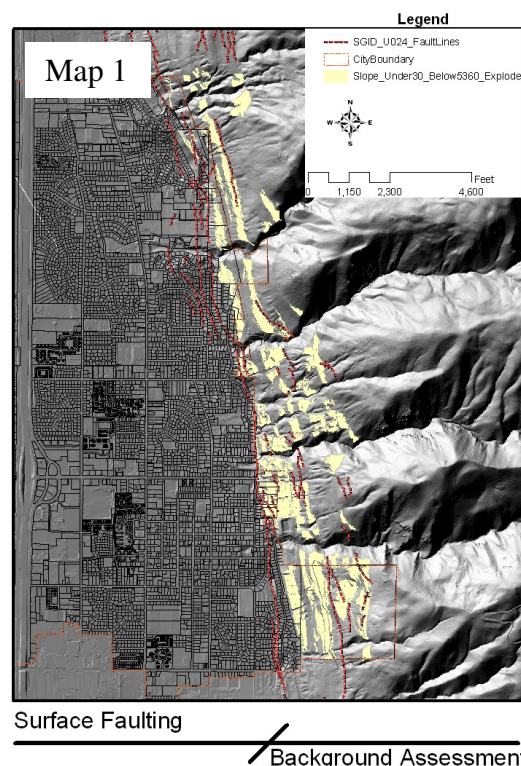 Legend
Map 1
SGID_U024_FaultLines
CityBoundary
Slope_Under30_Below5360_Explode
N
W E
S
Feet
0 1,150 2,300 4,600
Surface Faulting
Background Assessment